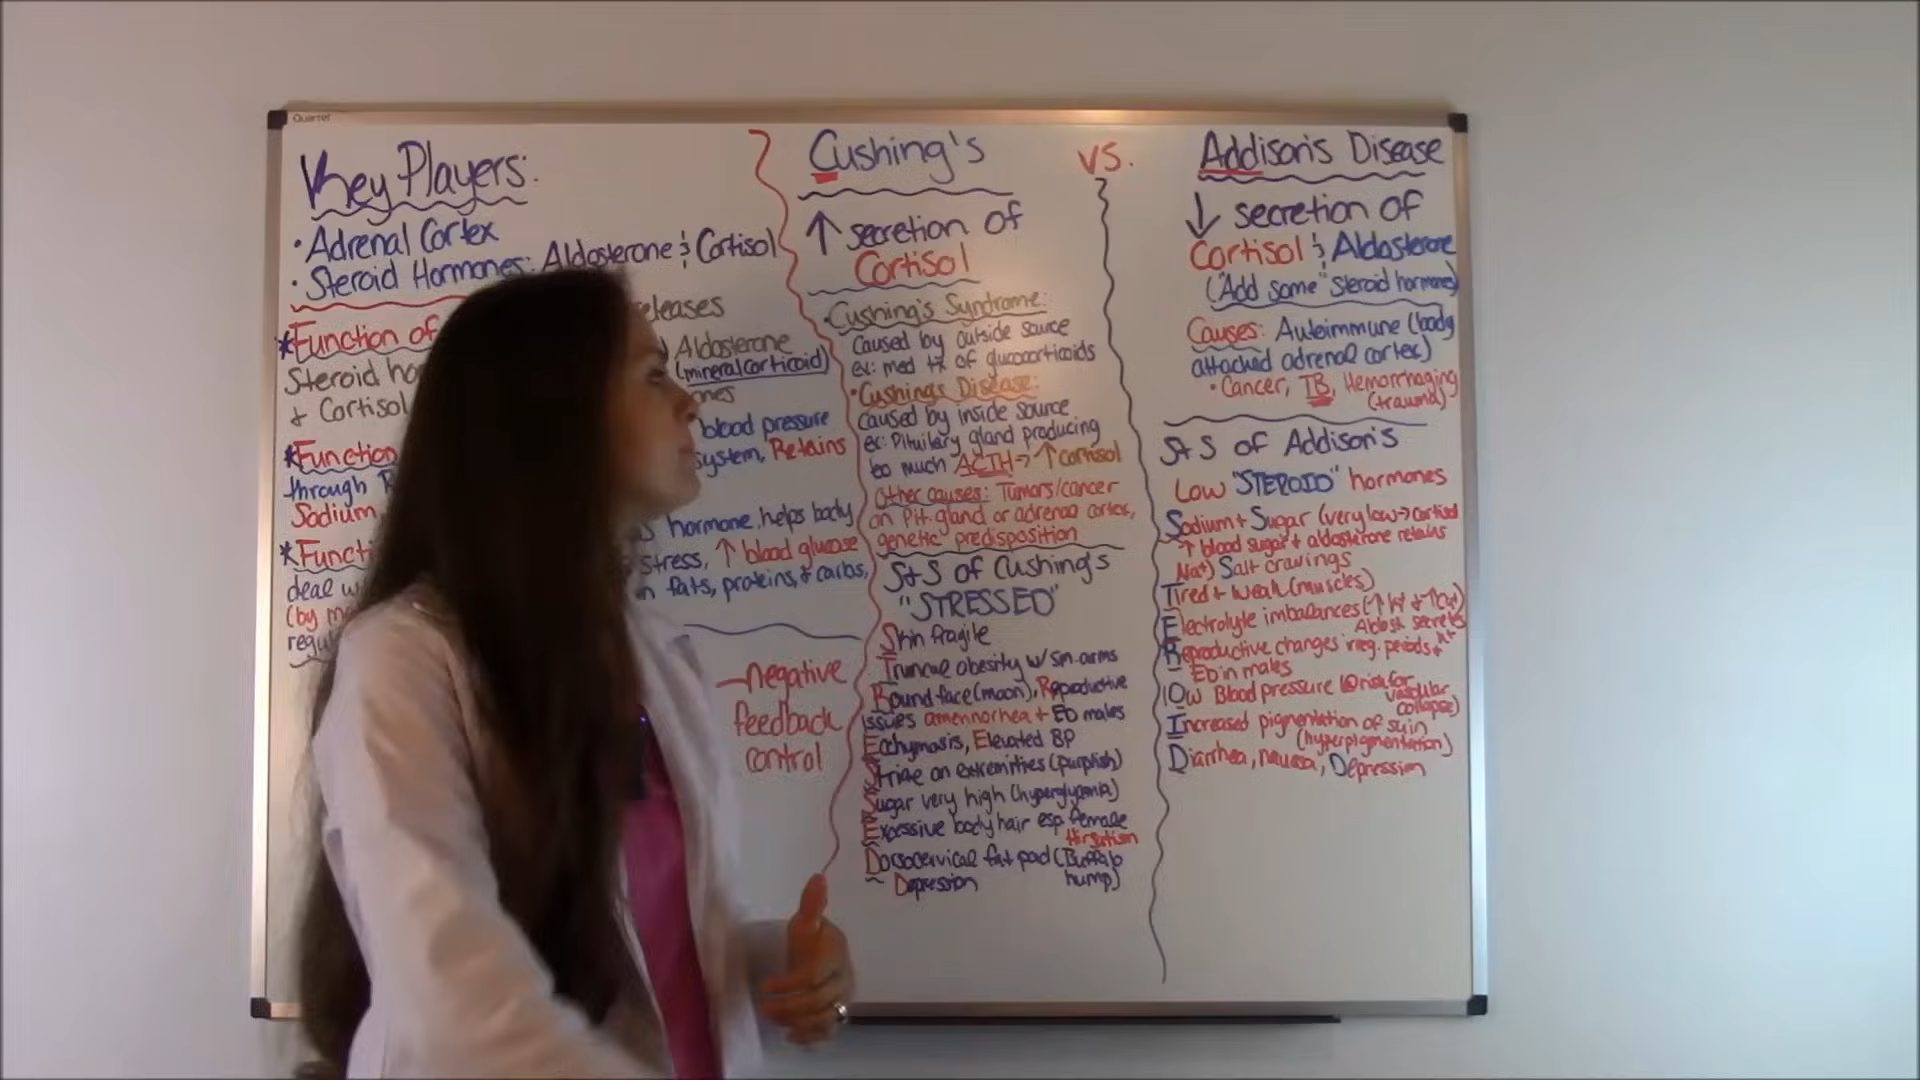 Quartet
Key Players:
• Adrenal Cortex
• Steroid Hormones: Aldosterone & Cortisol
*Function of
releases
Steroid ho
Aldosterone
(mineralcorticoid)
& Cortisol
ones
*Function
blood pressure
through R
system, Retains
Sodium
*Functi
s hormone, helps body
deal w
stress, ↑ blood glucose
(by m
n fats, proteins, & carbs,
regul
negative
feedback
control
Cushing's
↑ secretion of
Cortisol
• Cushing's Syndrome:
Caused by outside source
ex: med tx of glucocorticoids
• Cushing's Disease:
caused by inside source
ex: Pituitary gland producing
too much ACTH → ↑ cortisol
Other causes: Tumors/cancer
on Pit. gland or adrenal cortex,
genetic predisposition
S&S of Cushing's
"STRESSED"
Skin fragile
Truncal obesity w/ sm arms
Round face (moon), Reproductive
issues amennorhea + ED males
Ecchymosis, Elevated BP
Striae on extremities (purplish)
Sugar very high (hyperglycemia)
Excessive body hair esp. female
Hirsutism
Dorsocervical fat pad (Buffalo
hump)
Depression
vs.
Addison's Disease
↓ secretion of
Cortisol & Aldosterone
("Add some" steroid hormones)
Causes: Autoimmune (body
attacked adrenal cortex)
• Cancer, TB, Hemorrhaging
(trauma)
S&S of Addison's
Low "STEROID" hormones
Sodium + Sugar (very low → cortisol
↑ blood sugar + aldosterone retains
Na+) Salt cravings
Tired + weak (muscles)
Electrolyte imbalances (↑ K+ & ↑ Ca+)
Aldost. secretes
K+
Reproductive changes irreg. periods +
ED in males
lOw Blood pressure @ risk for
vascular
collapse)
Increased pigmentation of skin
(hyperpigmentation)
Diarrhea, nausea, Depression